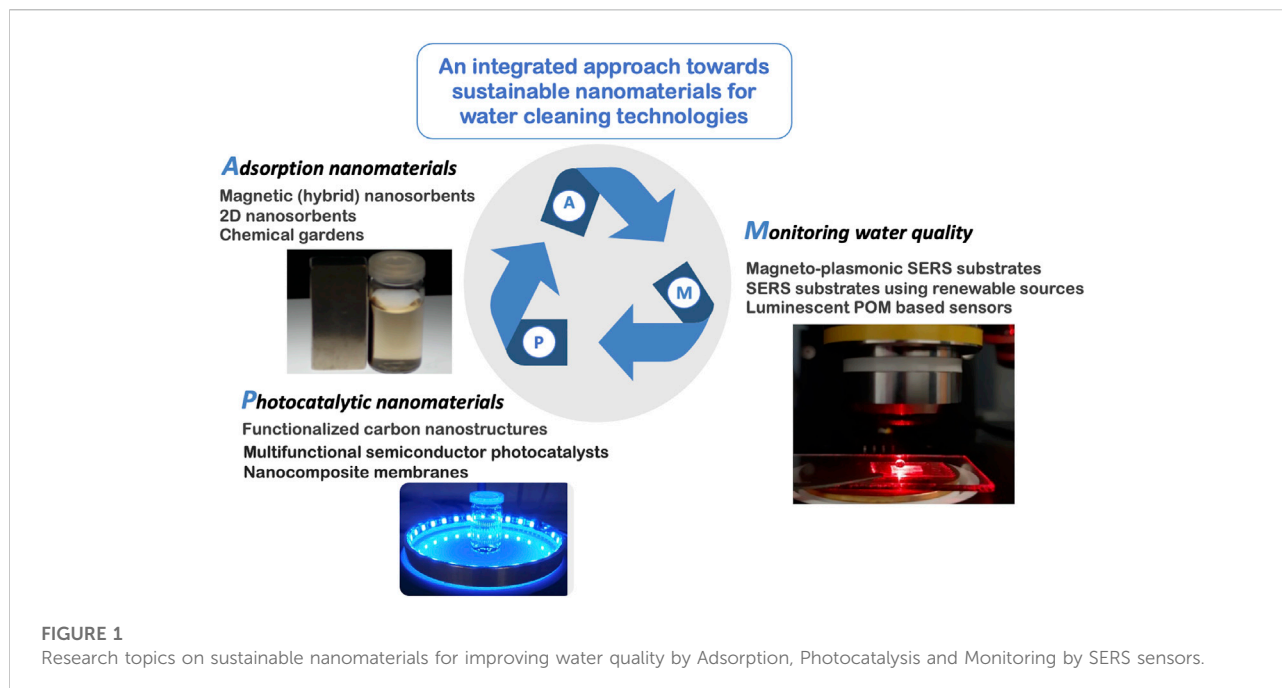 An integrated approach towards
sustainable nanomaterials for
water cleaning technologies
Adsorption nanomaterials
Magnetic (hybrid) nanosorbents
2D nanosorbents
Chemical gardens
A
Monitoring water quality
Magneto-plasmonic SERS substrates
SERS substrates using renewable sources
Luminescent POM based sensors
M
P
Photocatalytic nanomaterials
Functionalized carbon nanostructures
Multifunctional semiconductor photocatalysts
Nanocomposite membranes
FIGURE 1
Research topics on sustainable nanomaterials for improving water quality by Adsorption, Photocatalysis and Monitoring by SERS sensors.